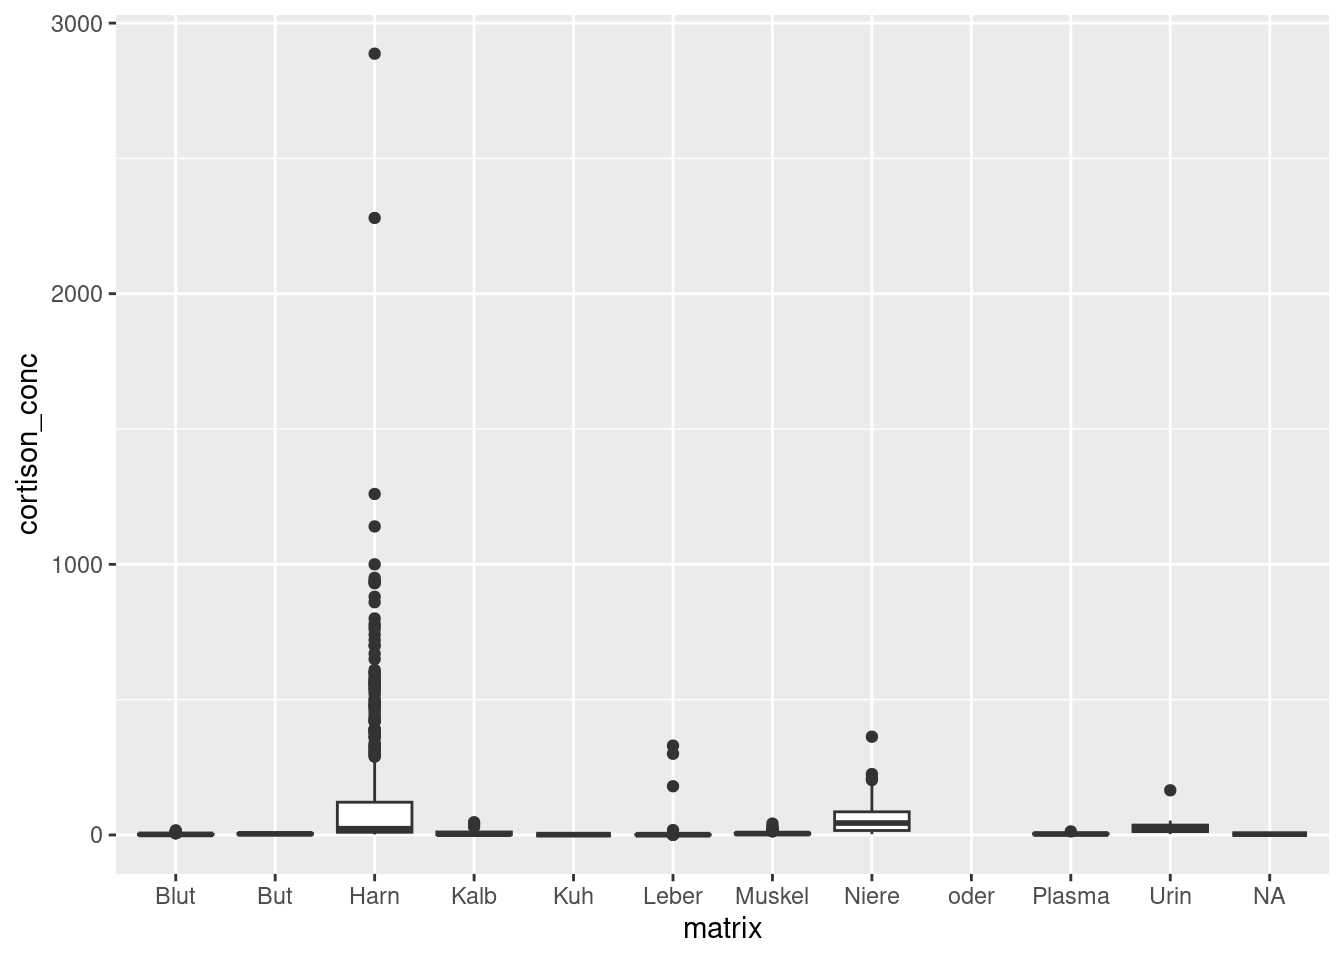 3000
2000
1000
0
cortison_conc
Blut But Harn Kalb Kuh Leber Muskel Niere oder Plasma Urin NA
matrix